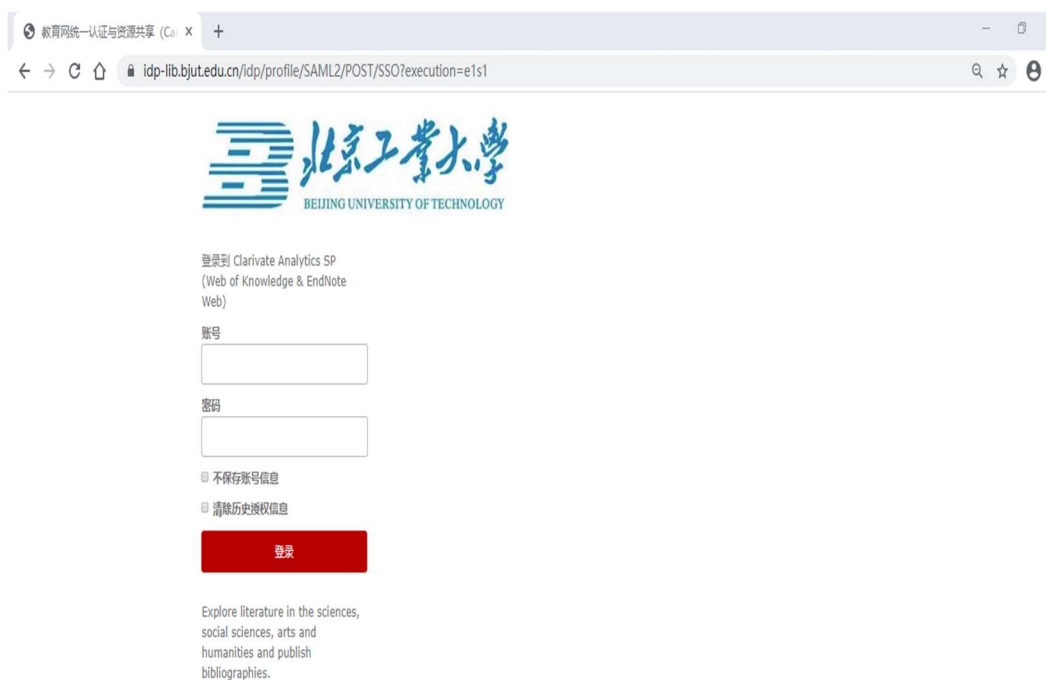 教育网统一认证与资源共享 (Ca
idp-lib.bjut.edu.cn/idp/profile/SAML2/POST/SSO?execution=e1s1
北京工業大學
BEIJING UNIVERSITY OF TECHNOLOGY
登录到 Clarivate Analytics SP
(Web of Knowledge & EndNote
Web)
账号
密码
不保存账号信息
清除历史授权信息
登录
Explore literature in the sciences,
social sciences, arts and
humanities and publish
bibliographies.